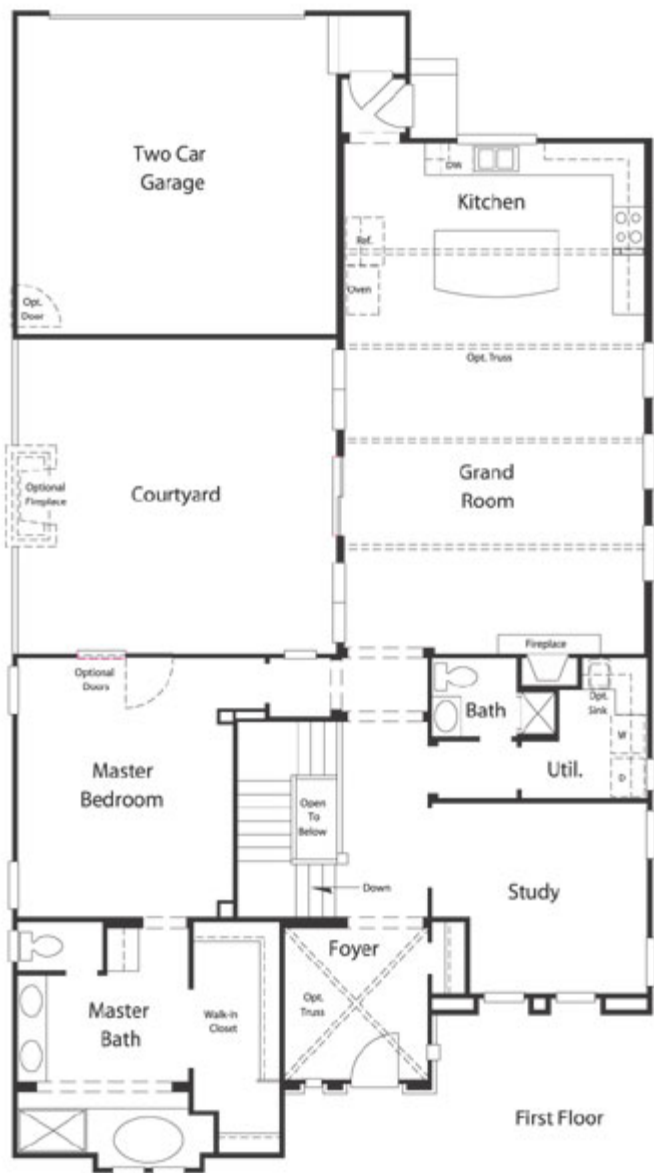 Two Car
Garage
DW
Kitchen
Ref.
Oven
Opt.
Door
Opt. Truss
Optional
Fireplace
Courtyard
Grand
Room
Fireplace
Optional
Doors
Bath
Opt.
Sink
W
Master
Bedroom
Util.
D
Open
To
Below
Down
Study
Foyer
Opt.
Truss
Walk-In
Closet
Master
Bath
First Floor